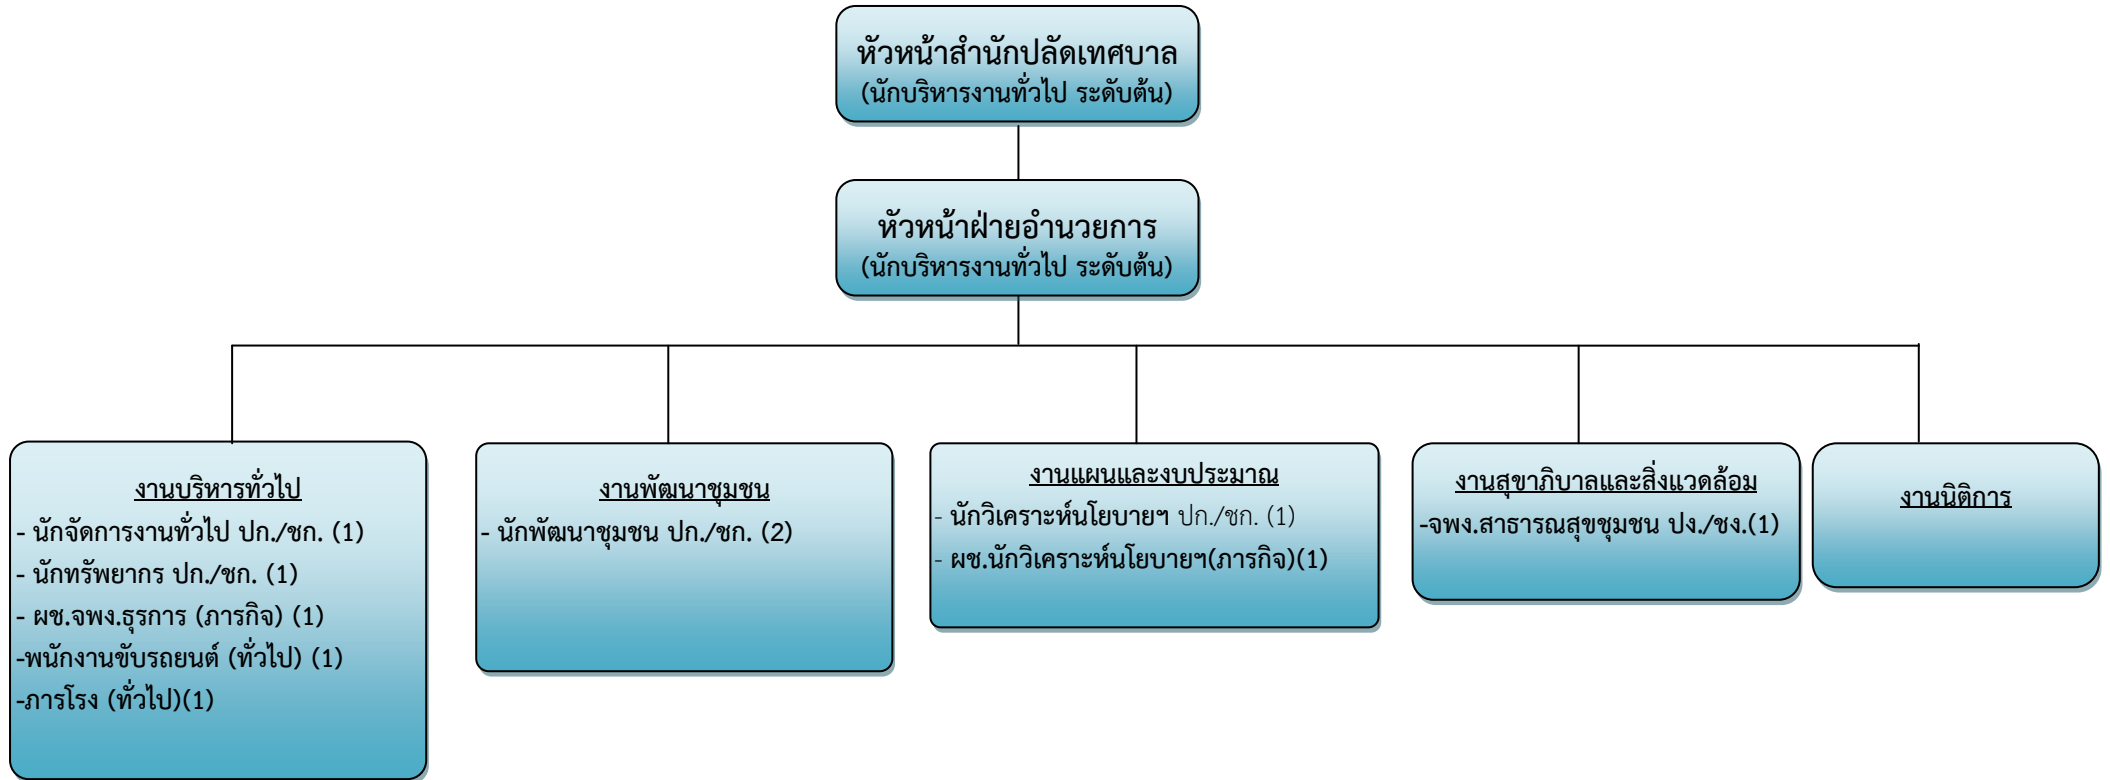 หัวหน้าสำนักปลัดเทศบาล
(นักบริหารงานทั่วไป ระดับต้น)
หัวหน้าฝ่ายอำนวยการ
(นักบริหารงานทั่วไป ระดับต้น)
งานบริหารทั่วไป
- นักจัดการงานทั่วไป ปก./ชก. (1)
- นักทรัพยากร ปก./ชก. (1)
- ผช.จพง.ธุรการ (ภารกิจ) (1)
-พนักงานขับรถยนต์ (ทั่วไป) (1)
-ภารโรง (ทั่วไป)(1)
งานพัฒนาชุมชน
- นักพัฒนาชุมชน ปก./ชก. (2)
งานแผนและงบประมาณ
- นักวิเคราะห์นโยบายฯ ปก./ชก. (1)
- ผช.นักวิเคราะห์นโยบายฯ(ภารกิจ)(1)
งานสุขาภิบาลและสิ่งแวดล้อม
-จพง.สาธารณสุขชุมชน ปง./ชง.(1)
งานนิติการ